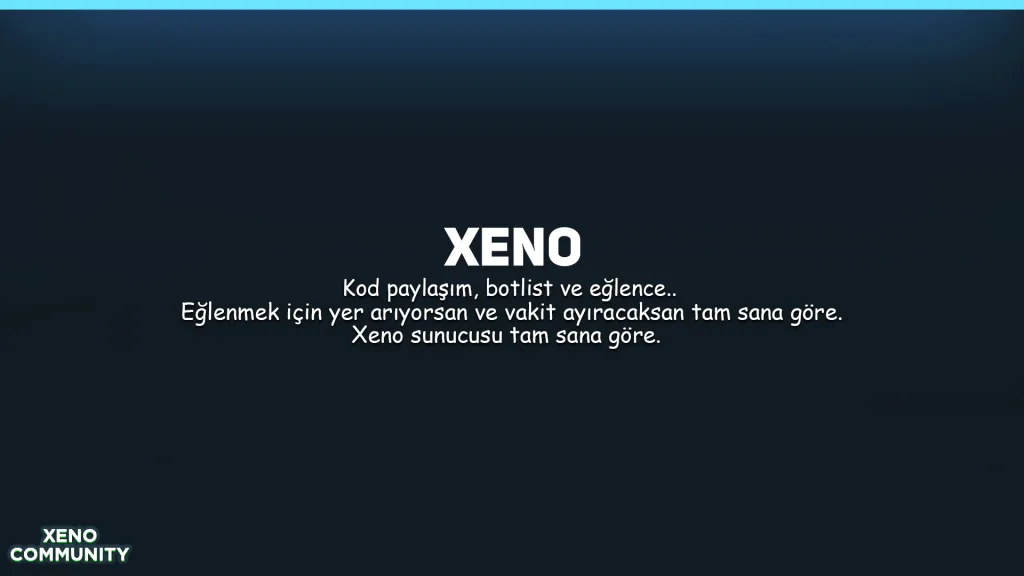 XENO
Kod paylaşım, botlist ve eğlence..
Eğlenmek için yer arıyorsan ve vakit ayıracaksan tam sana göre.
Xeno sunucusu tam sana göre.
XENO
COMMUNITY